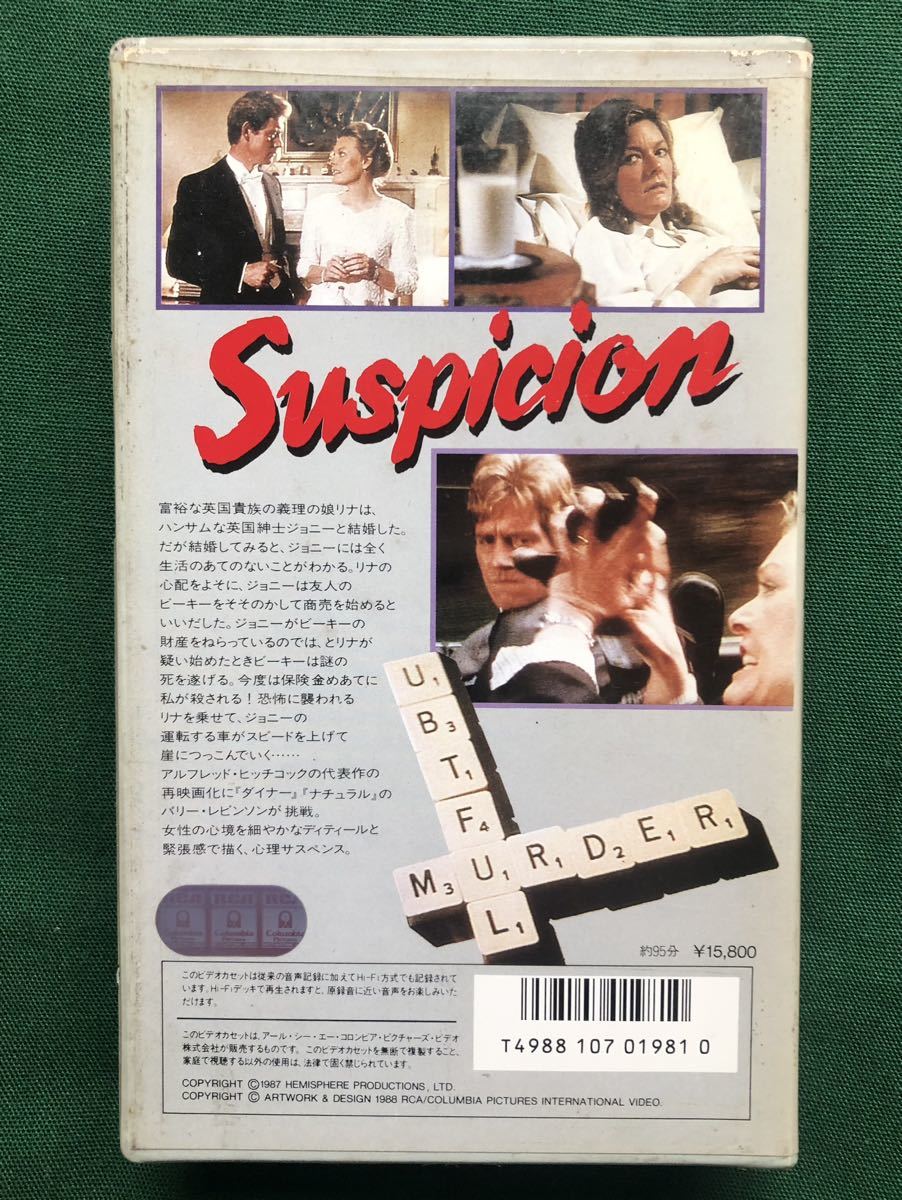 Suspicion
富裕な英国貴族の義理の娘リナは、
ハンサムな英国紳士ジョニーと結婚した。
だが結婚してみると、ジョニーには全く
生活のあてのないことがわかる。リナの
心配をよそに、ジョニーは友人の
ビーキーをそそのかして商売を始めると
いいだした。ジョニーがビーキーの
財産をねらっているのでは、とリナが
疑い始めたときビーキーは謎の
死を遂げる。今度は保険金めあてに
私が殺される！恐怖に襲われる
リナを乗せて、ジョニーの
運転する車がスピードを上げて
崖につっこんでいく……
アルフレッド・ヒッチコックの代表作の
再映画化に『ダイナー』『ナチュラル』の
バリー・レビンソンが挑戦。
女性の心境を細やかなディティールと
緊張感で描く、心理サスペンス。
U1
B3
T1
F4
M3 U1 R1 D2 E1 R1
L1
RCA RCA RCA
Columbia Columbia Columbia
Pictures
約95分 ¥15,800
このビデオカセットは従来の音声記録に加えてHi-Fi方式でも記録されて
います。Hi-Fiデッキで再生されますと、原録音に近い音声をお楽しみいた
だけます。
このビデオカセットは、アール・シー・エー・コロンビア・ピクチャーズ・ビデオ
株式会社が販売するものです。このビデオカセットを無断で複製すること、
家庭で視聴する以外の使用は、法律で固く禁じられています。
T4988 107 01981 0
COPYRIGHT ©1987 HEMISPHERE PRODUCTIONS, LTD.
COPYRIGHT © ARTWORK & DESIGN 1988 RCA/COLUMBIA PICTURES INTERNATIONAL VIDEO.